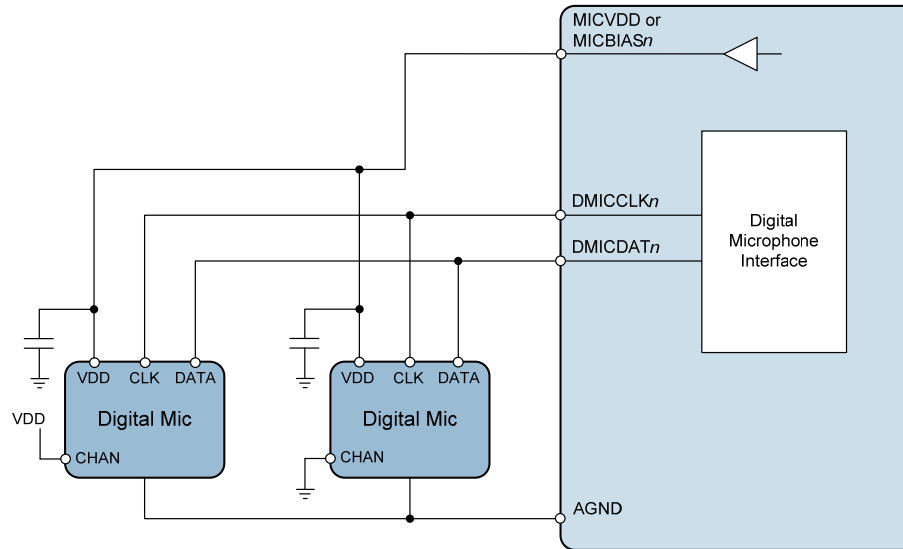 MICVDD or
MICBIASn
DMICCLKn
DMICDATn
Digital
Microphone
Interface
VDD CLK DATA
VDD CLK DATA
VDD
Digital Mic
Digital Mic
CHAN
CHAN
AGND